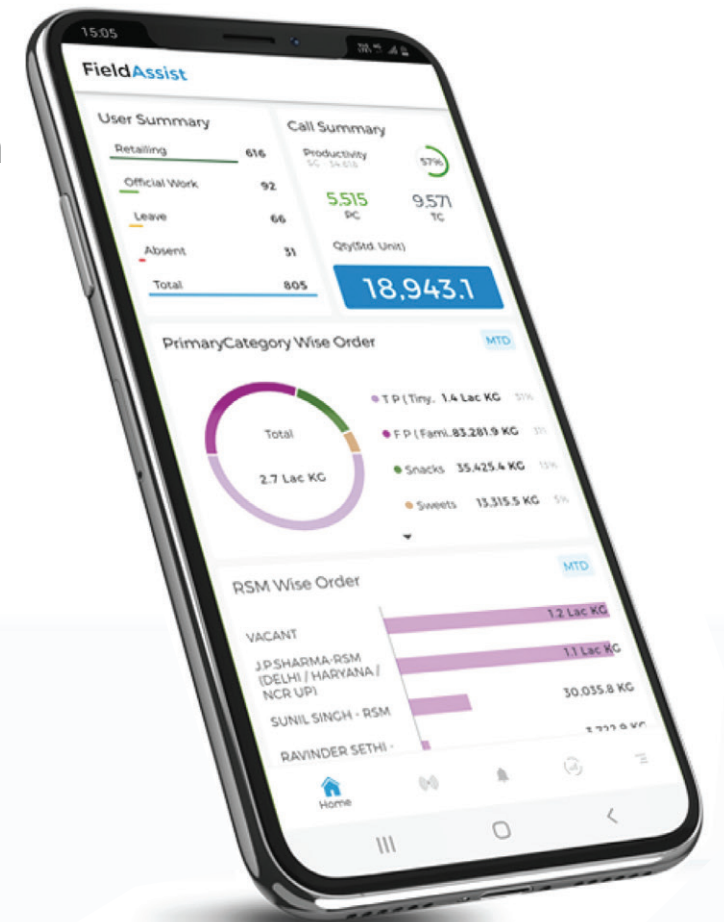 15:05
FieldAssist
User Summary
Retailing 616
Official Work 92
Leave 66
Absent 31
Total 805
Call Summary
Productivity
57%
5,515 9,571
PC TC
Qty(Std. Unit)
18,943.1
PrimaryCategory Wise Order MTD
Total
2.7 Lac KG
T P ( Tiny.. 1.4 Lac KG 51%
F P ( Fami.. 83,281.9 KG
Snacks 35,425.4 KG 13%
Sweets 13,315.5 KG 5%
RSM Wise Order MTD
VACANT 1.2 Lac KG
J.P.SHARMA-RSM
(DELHI / HARYANA /
NCR UP) 1.1 Lac KG
SUNIL SINGH - RSM 30,035.8 KG
RAVINDER SETHI -
Home